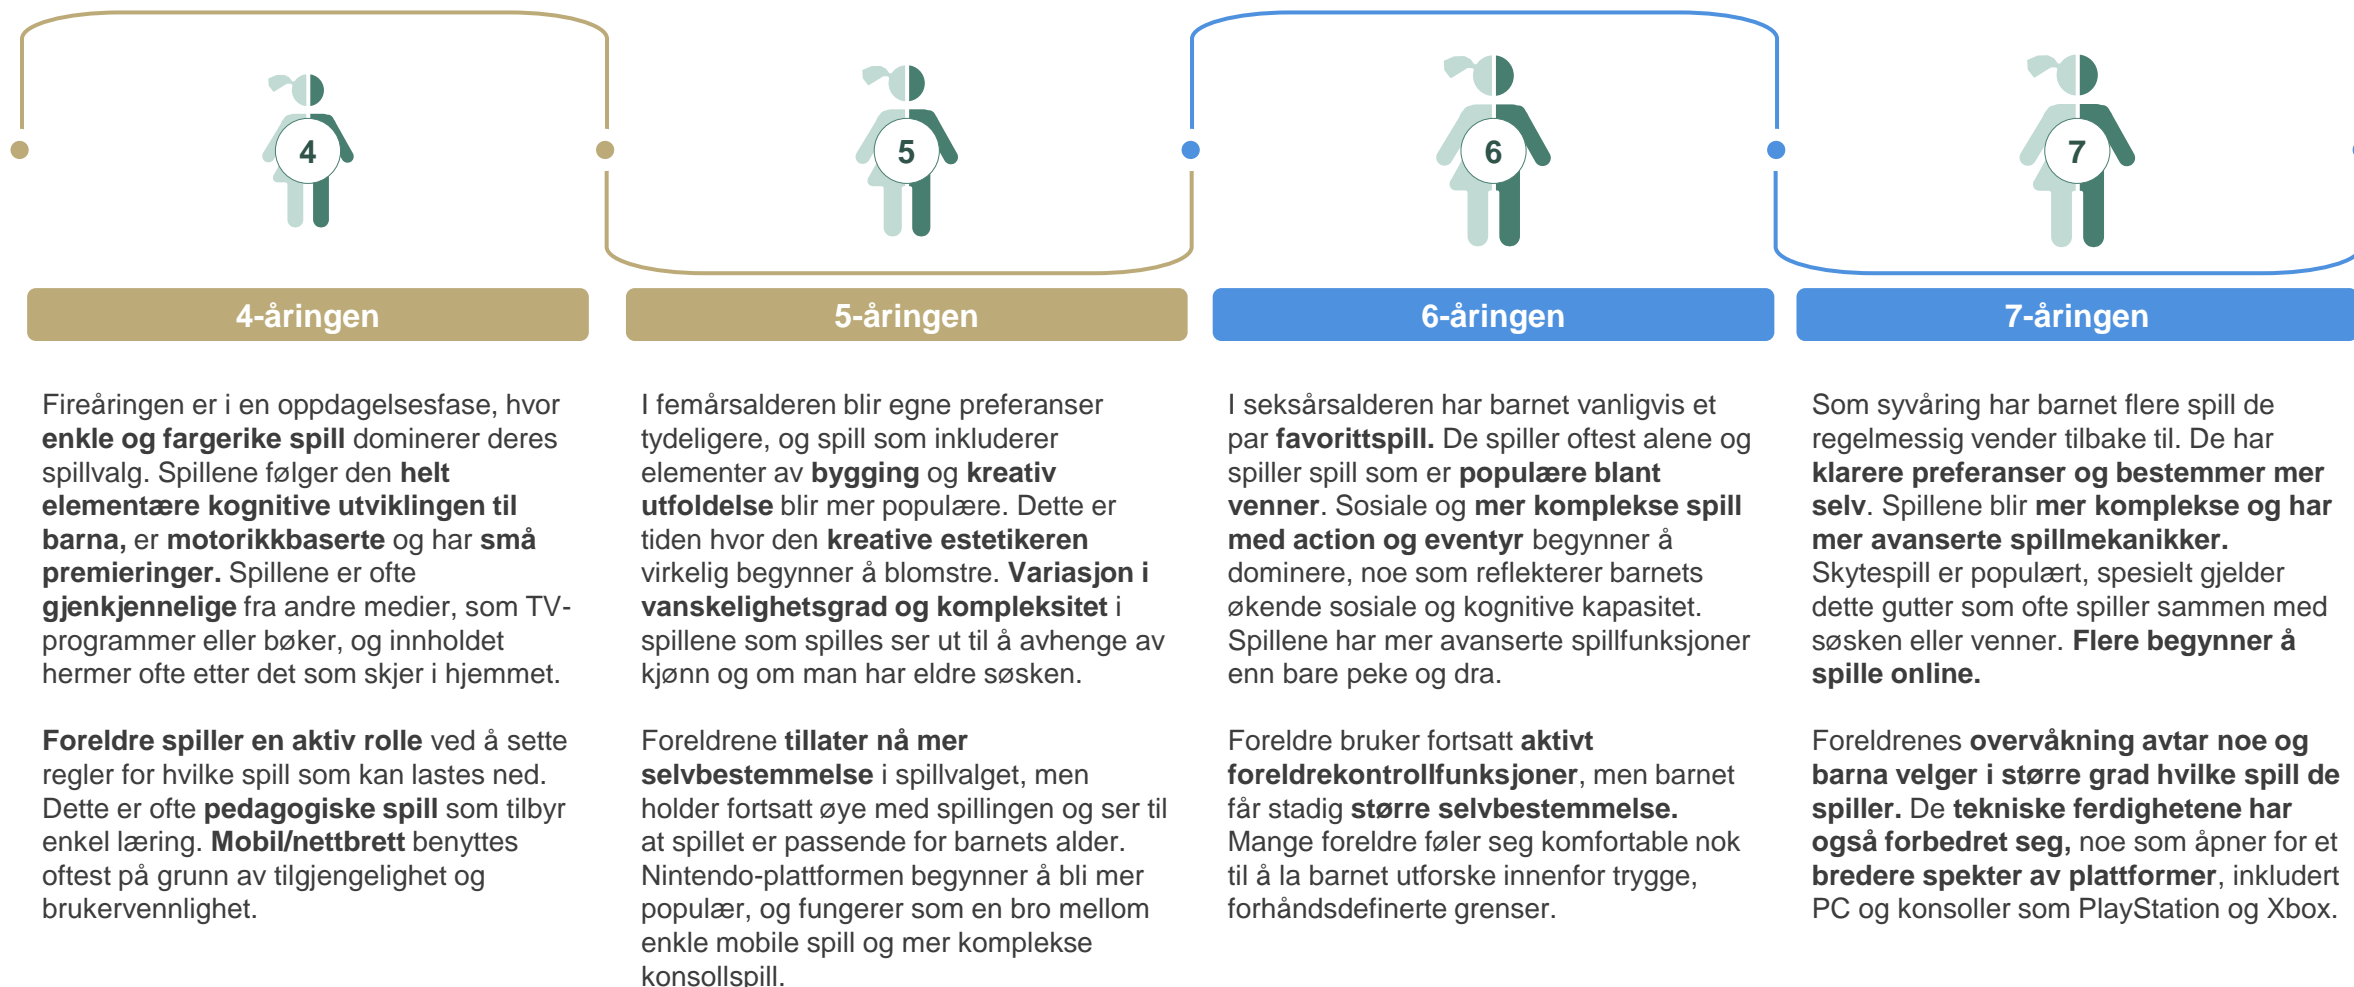 4
5
6
7
4-åringen
5-åringen
6-åringen
7-åringen
Fireåringen er i en oppdagelsesfase, hvor
enkle og fargerike spill dominerer deres
spillvalg. Spillene følger den helt
elementære kognitive utviklingen til
barna, er motorikkbaserte og har små
premieringer. Spillene er ofte
gjenkjennelige fra andre medier, som TV-
programmer eller bøker, og innholdet
hermer ofte etter det som skjer i hjemmet.
Foreldre spiller en aktiv rolle ved å sette
regler for hvilke spill som kan lastes ned.
Dette er ofte pedagogiske spill som tilbyr
enkel læring. Mobil/nettbrett benyttes
oftest på grunn av tilgjengelighet og
brukervennlighet.
I femårsalderen blir egne preferanser
tydeligere, og spill som inkluderer
elementer av bygging og kreativ
utfoldelse blir mer populære. Dette er
tiden hvor den kreative estetikeren
virkelig begynner å blomstre. Variasjon i
vanskelighetsgrad og kompleksitet i
spillene som spilles ser ut til å avhenge av
kjønn og om man har eldre søsken.
Foreldrene tillater nå mer
selvbestemmelse i spillvalget, men
holder fortsatt øye med spillingen og ser til
at spillet er passende for barnets alder.
Nintendo-plattformen begynner å bli mer
populær, og fungerer som en bro mellom
enkle mobile spill og mer komplekse
konsollspill.
I seksårsalderen har barnet vanligvis et
par favorittspill. De spiller oftest alene og
spiller spill som er populære blant
venner. Sosiale og mer komplekse spill
med action og eventyr begynner å
dominere, noe som reflekterer barnets
økende sosiale og kognitive kapasitet.
Spillene har mer avanserte spillfunksjoner
enn bare peke og dra.
Foreldre bruker fortsatt aktivt
foreldrekontrollfunksjoner, men barnet
får stadig større selvbestemmelse.
Mange foreldre føler seg komfortable nok
til å la barnet utforske innenfor trygge,
forhåndsdefinerte grenser.
Som syvåring har barnet flere spill de
regelmessig vender tilbake til. De har
klarere preferanser og bestemmer mer
selv. Spillene blir mer komplekse og har
mer avanserte spillmekanikker.
Skytespill er populært, spesielt gjelder
dette gutter som ofte spiller sammen med
søsken eller venner. Flere begynner å
spille online.
Foreldrenes overvåkning avtar noe og
barna velger i større grad hvilke spill de
spiller. De tekniske ferdighetene har
også forbedret seg, noe som åpner for et
bredere spekter av plattformer, inkludert
PC og konsoller som PlayStation og Xbox.